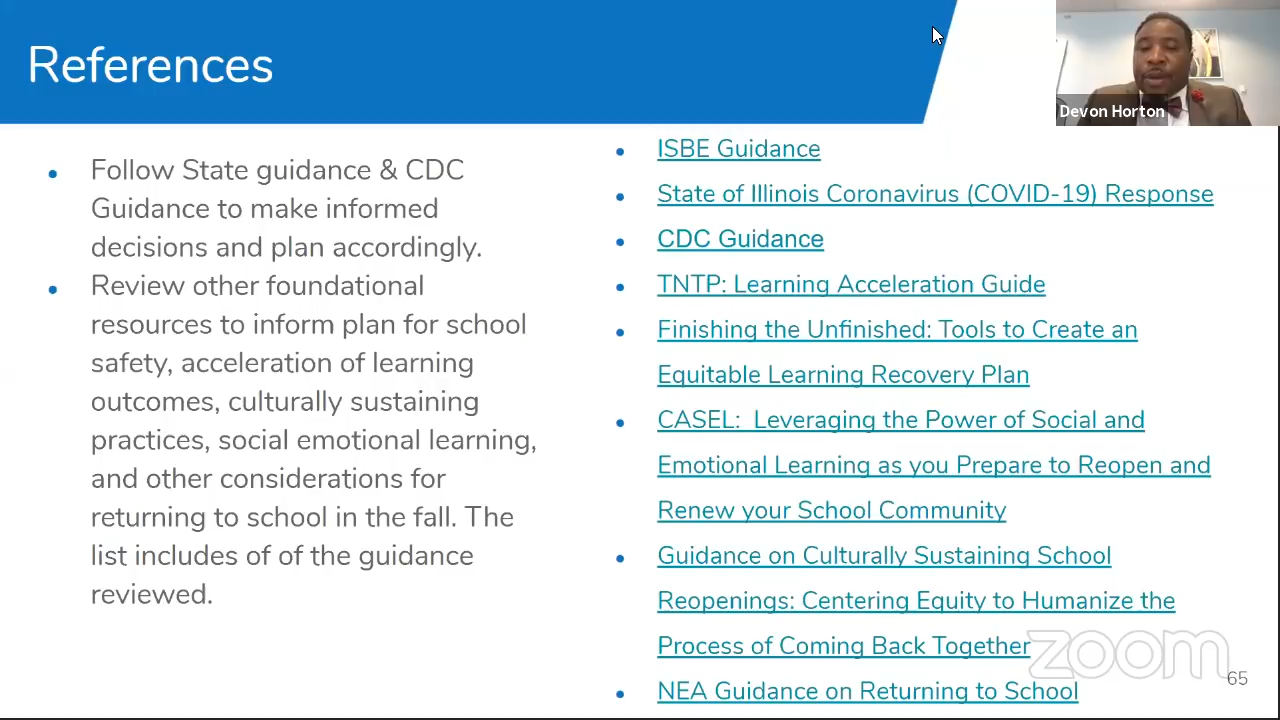 References
Devon Horton
Follow State guidance & CDC
Guidance to make informed
decisions and plan accordingly.
Review other foundational
resources to inform plan for school
safety, acceleration of learning
outcomes, culturally sustaining
practices, social emotional learning,
and other considerations for
returning to school in the fall. The
list includes of of the guidance
reviewed.
ISBE Guidance
State of Illinois Coronavirus (COVID-19) Response
CDC Guidance
TNTP: Learning Acceleration Guide
Finishing the Unfinished: Tools to Create an
Equitable Learning Recovery Plan
CASEL: Leveraging the Power of Social and
Emotional Learning as you Prepare to Reopen and
Renew your School Community
Guidance on Culturally Sustaining School
Reopenings: Centering Equity to Humanize the
Process of Coming Back Together
NEA Guidance on Returning to School
zoom
65